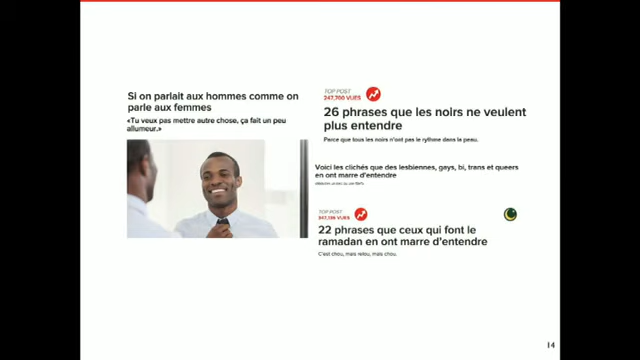 Si on parlait aux hommes comme on
parle aux femmes
«Tu veux pas mettre autre chose, ça fait un peu
allumeur.»
TOP POST
247,700 VUES
26 phrases que les noirs ne veulent
plus entendre
Parce que tous les noirs n'ont pas le rythme dans la peau.
Voici les clichés que des lesbiennes, gays, bi, trans et queers
en ont marre d'entendre
TOP POST
VUES
22 phrases que ceux qui font le
ramadan en ont marre d'entendre
C'est chou, mais relou, mais chou.
14